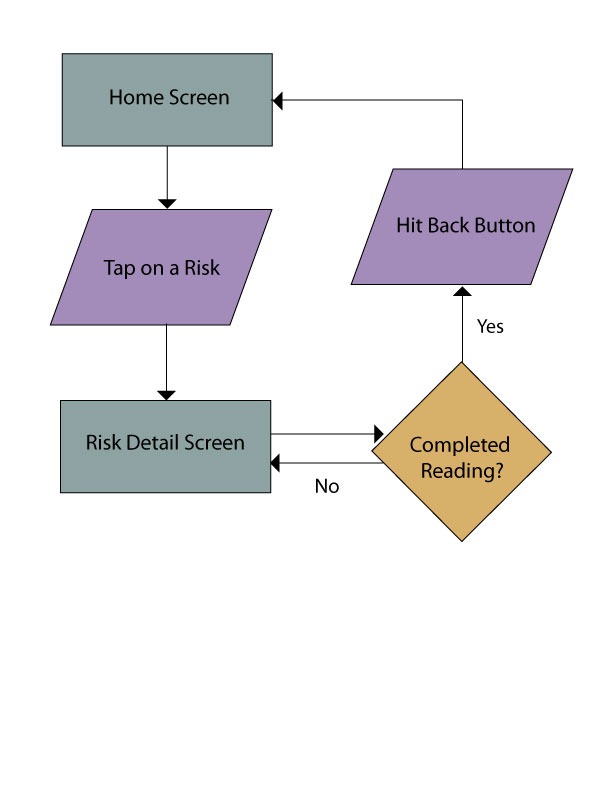 Home Screen
Tap on a Risk
Risk Detail Screen
Completed
Reading?
No
Yes
Hit Back Button